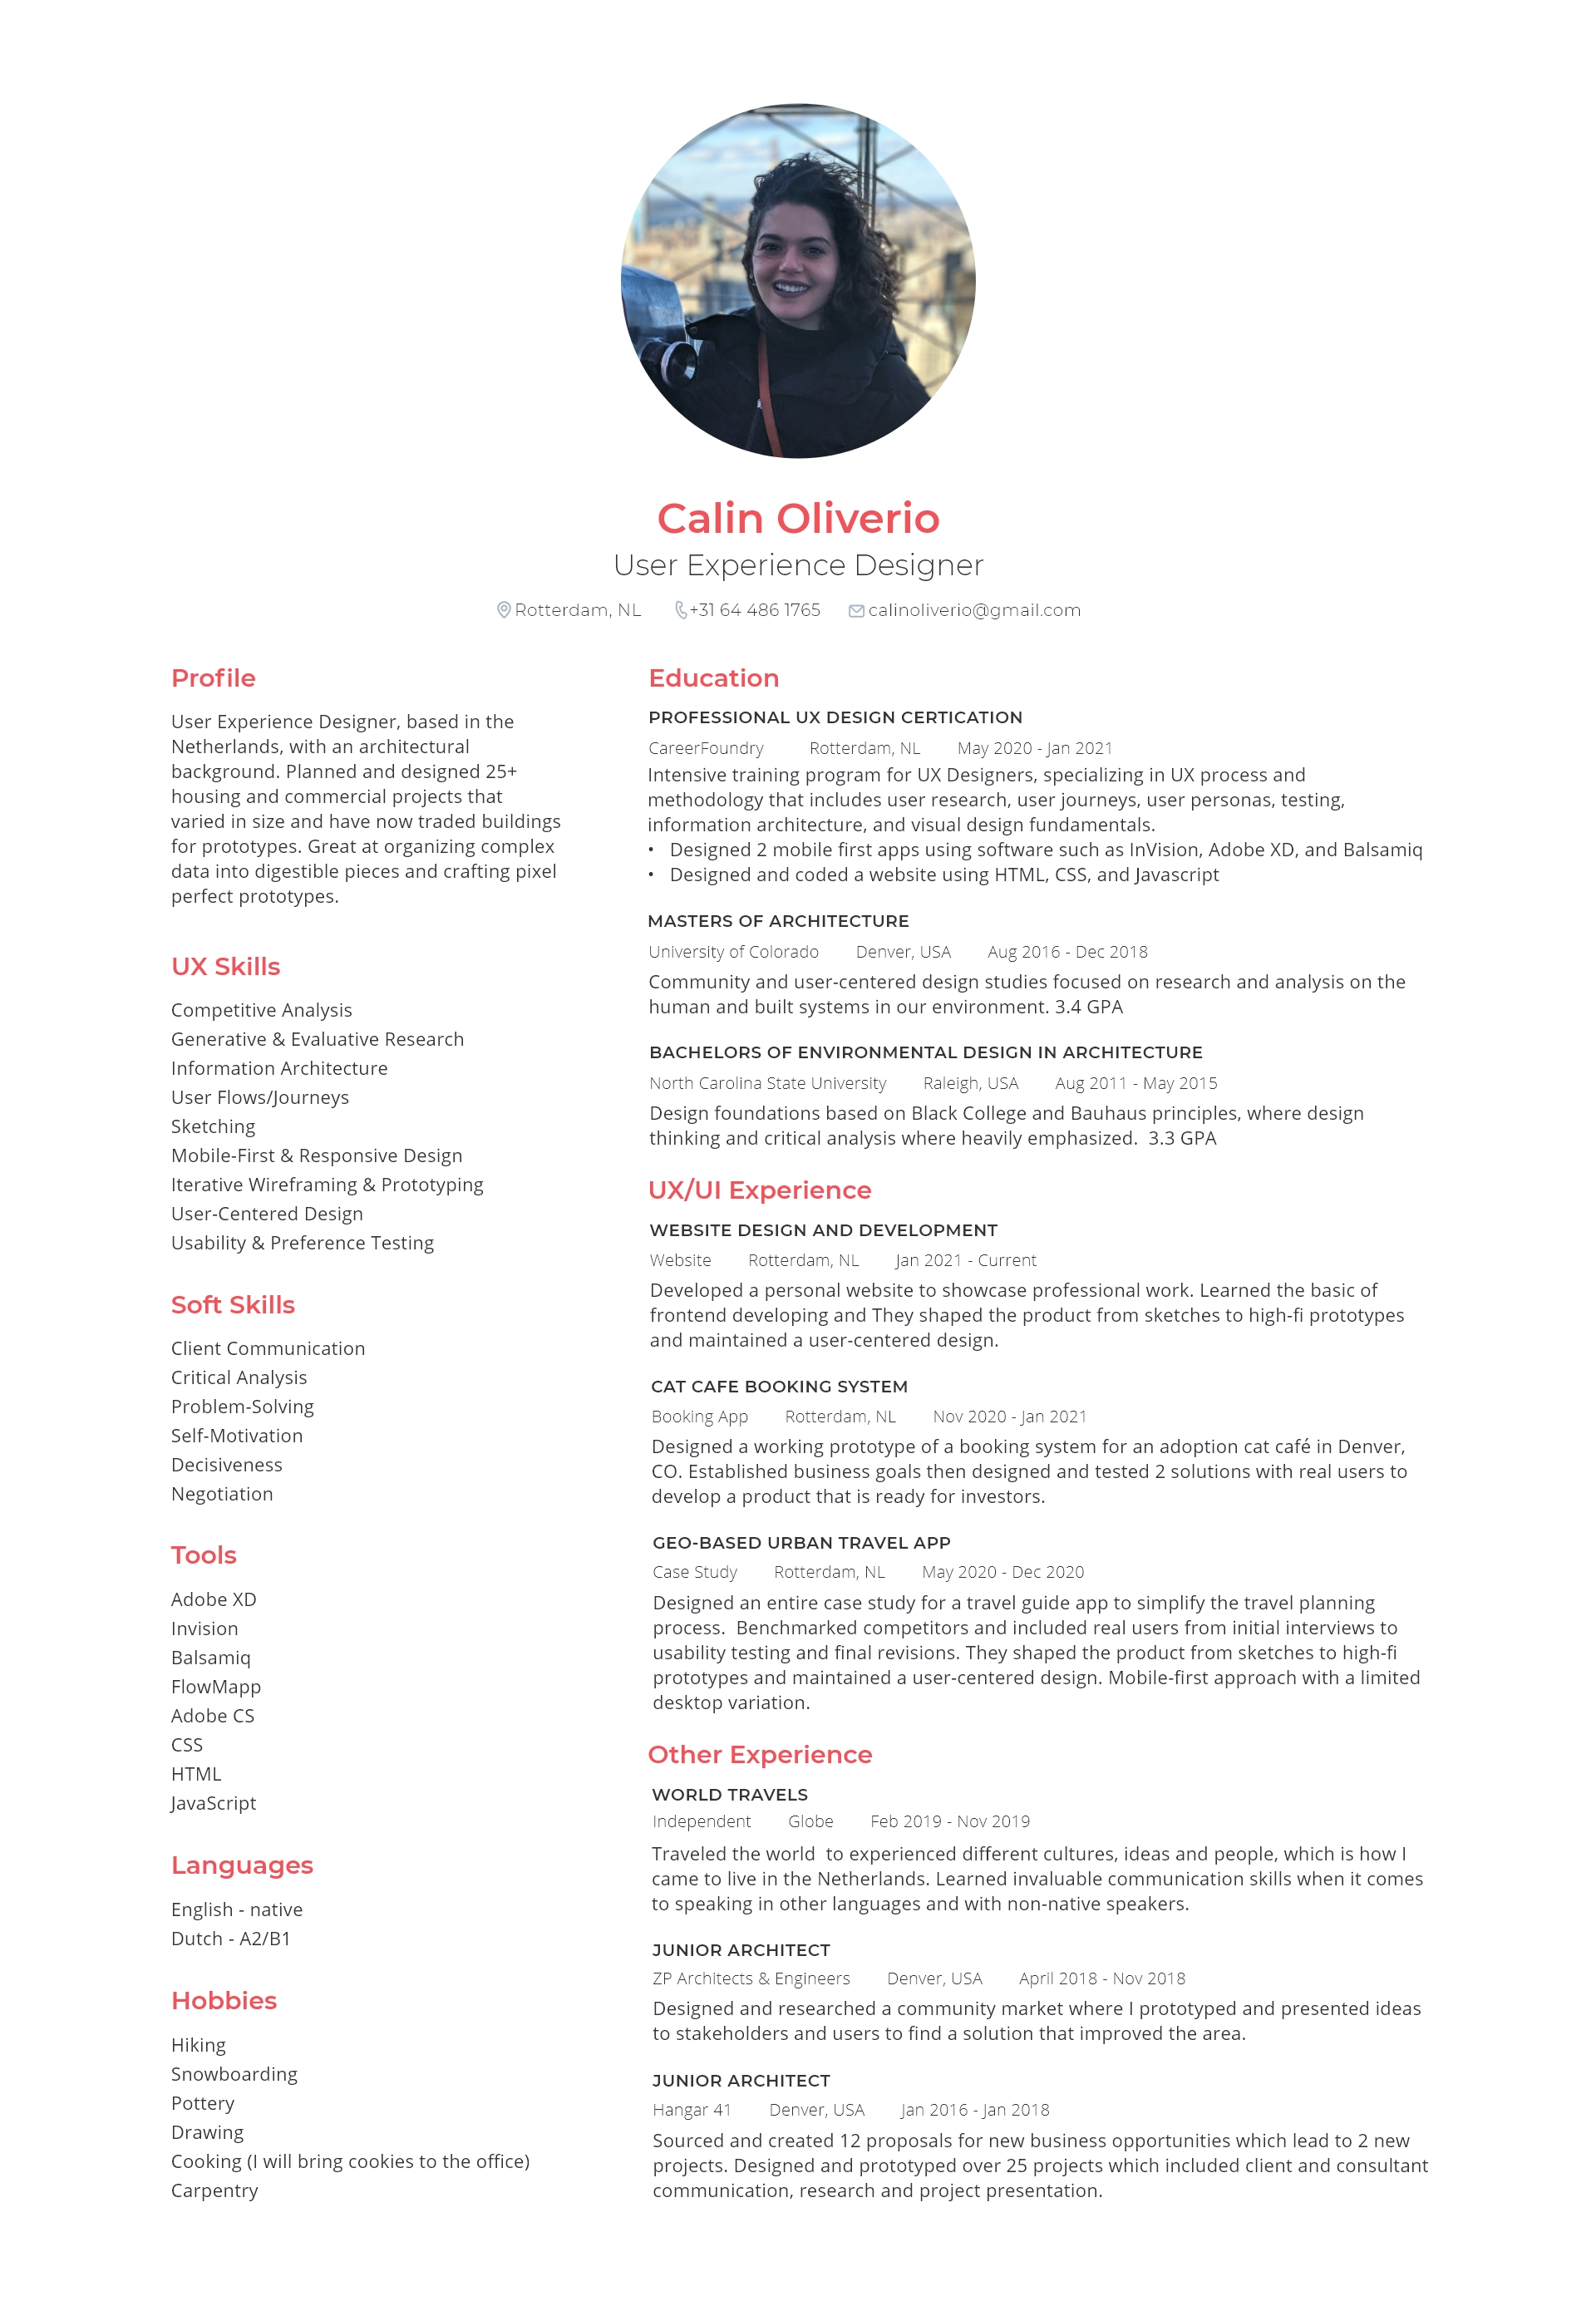 Calin Oliverio
User Experience Designer
Rotterdam, NL +31 64 486 1765 calinoliverio@gmail.com
Profile
User Experience Designer, based in the
Netherlands, with an architectural
background. Planned and designed 25+
housing and commercial projects that
varied in size and have now traded buildings
for prototypes. Great at organizing complex
data into digestible pieces and crafting pixel
perfect prototypes.
UX Skills
Competitive Analysis
Generative & Evaluative Research
Information Architecture
User Flows/Journeys
Sketching
Mobile-First & Responsive Design
Iterative Wireframing & Prototyping
User-Centered Design
Usability & Preference Testing
Soft Skills
Client Communication
Critical Analysis
Problem-Solving
Self-Motivation
Decisiveness
Negotiation
Tools
Adobe XD
Invision
Balsamiq
FlowMapp
Adobe CS
CSS
HTML
JavaScript
Languages
English - native
Dutch - A2/B1
Hobbies
Hiking
Snowboarding
Pottery
Drawing
Cooking (I will bring cookies to the office)
Carpentry
Education
PROFESSIONAL UX DESIGN CERTICATION
CareerFoundry Rotterdam, NL May 2020 - Jan 2021
Intensive training program for UX Designers, specializing in UX process and
methodology that includes user research, user journeys, user personas, testing,
information architecture, and visual design fundamentals.
• Designed 2 mobile first apps using software such as InVision, Adobe XD, and Balsamiq
• Designed and coded a website using HTML, CSS, and Javascript
MASTERS OF ARCHITECTURE
University of Colorado Denver, USA Aug 2016 - Dec 2018
Community and user-centered design studies focused on research and analysis on the
human and built systems in our environment. 3.4 GPA
BACHELORS OF ENVIRONMENTAL DESIGN IN ARCHITECTURE
North Carolina State University Raleigh, USA Aug 2011 - May 2015
Design foundations based on Black College and Bauhaus principles, where design
thinking and critical analysis where heavily emphasized. 3.3 GPA
UX/UI Experience
WEBSITE DESIGN AND DEVELOPMENT
Website Rotterdam, NL Jan 2021 - Current
Developed a personal website to showcase professional work. Learned the basic of
frontend developing and They shaped the product from sketches to high-fi prototypes
and maintained a user-centered design.
CAT CAFE BOOKING SYSTEM
Booking App Rotterdam, NL Nov 2020 - Jan 2021
Designed a working prototype of a booking system for an adoption cat café in Denver,
CO. Established business goals then designed and tested 2 solutions with real users to
develop a product that is ready for investors.
GEO-BASED URBAN TRAVEL APP
Case Study Rotterdam, NL May 2020 - Dec 2020
Designed an entire case study for a travel guide app to simplify the travel planning
process. Benchmarked competitors and included real users from initial interviews to
usability testing and final revisions. They shaped the product from sketches to high-fi
prototypes and maintained a user-centered design. Mobile-first approach with a limited
desktop variation.
Other Experience
WORLD TRAVELS
Independent Globe Feb 2019 - Nov 2019
Traveled the world to experienced different cultures, ideas and people, which is how I
came to live in the Netherlands. Learned invaluable communication skills when it comes
to speaking in other languages and with non-native speakers.
JUNIOR ARCHITECT
ZP Architects & Engineers Denver, USA April 2018 - Nov 2018
Designed and researched a community market where I prototyped and presented ideas
to stakeholders and users to find a solution that improved the area.
JUNIOR ARCHITECT
Hangar 41 Denver, USA Jan 2016 - Jan 2018
Sourced and created 12 proposals for new business opportunities which lead to 2 new
projects. Designed and prototyped over 25 projects which included client and consultant
communication, research and project presentation.